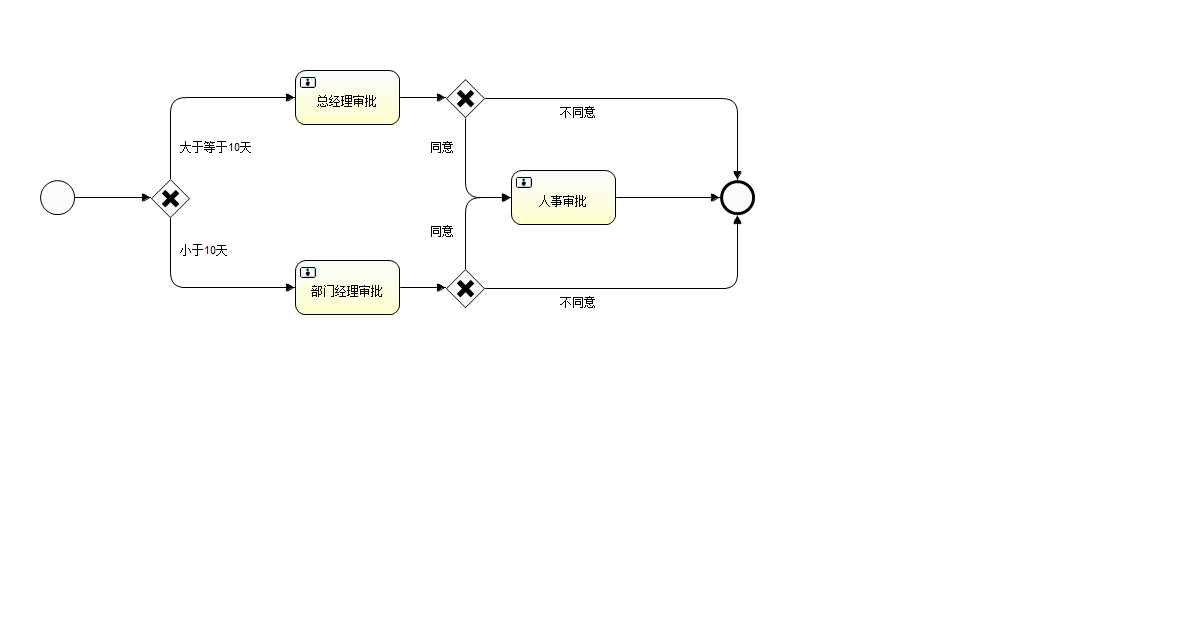 总经理审批
不同意
大于等于10天
同意
人事审批
同意
小于10天
部门经理审批
不同意